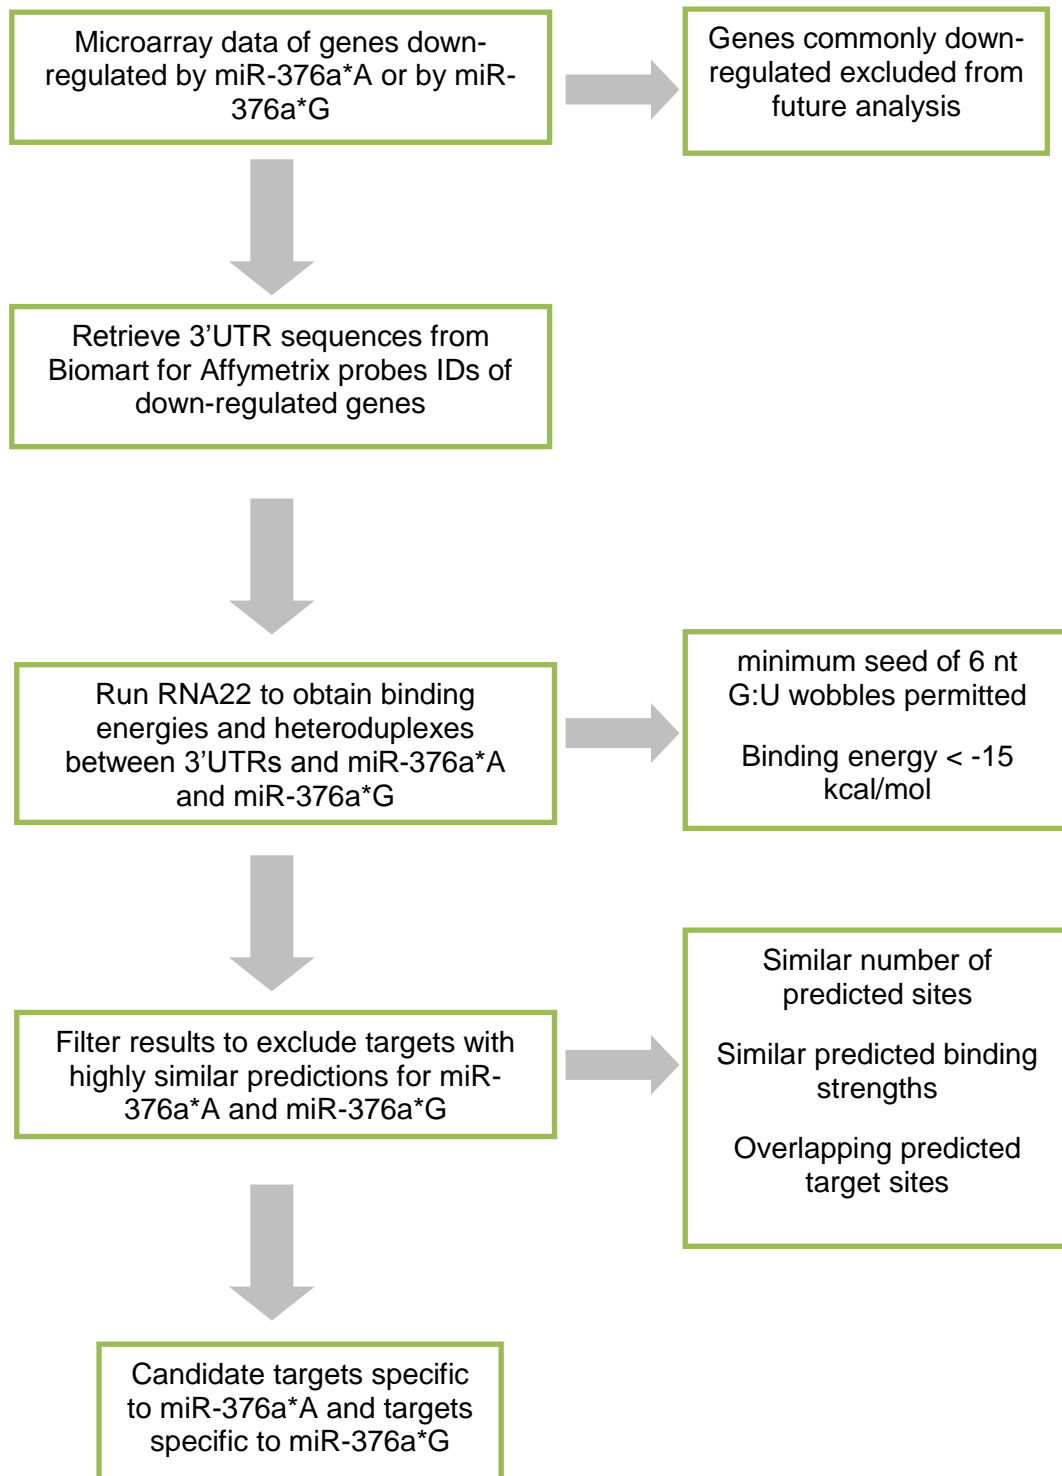 Microarray data of genes down-
regulated by miR-376a*A or by miR-
376a*G
Genes commonly down-
regulated excluded from
future analysis
Retrieve 3’UTR sequences from
Biomart for Affymetrix probes IDs of
down-regulated genes
Run RNA22 to obtain binding
energies and heteroduplexes
between 3’UTRs and miR-376a*A
and miR-376a*G
minimum seed of 6 nt
G:U wobbles permitted
Binding energy < -15
kcal/mol
Filter results to exclude targets with
highly similar predictions for miR-
376a*A and miR-376a*G
Similar number of
predicted sites
Similar predicted binding
strengths
Overlapping predicted
target sites
Candidate targets specific
to miR-376a*A and targets
specific to miR-376a*G